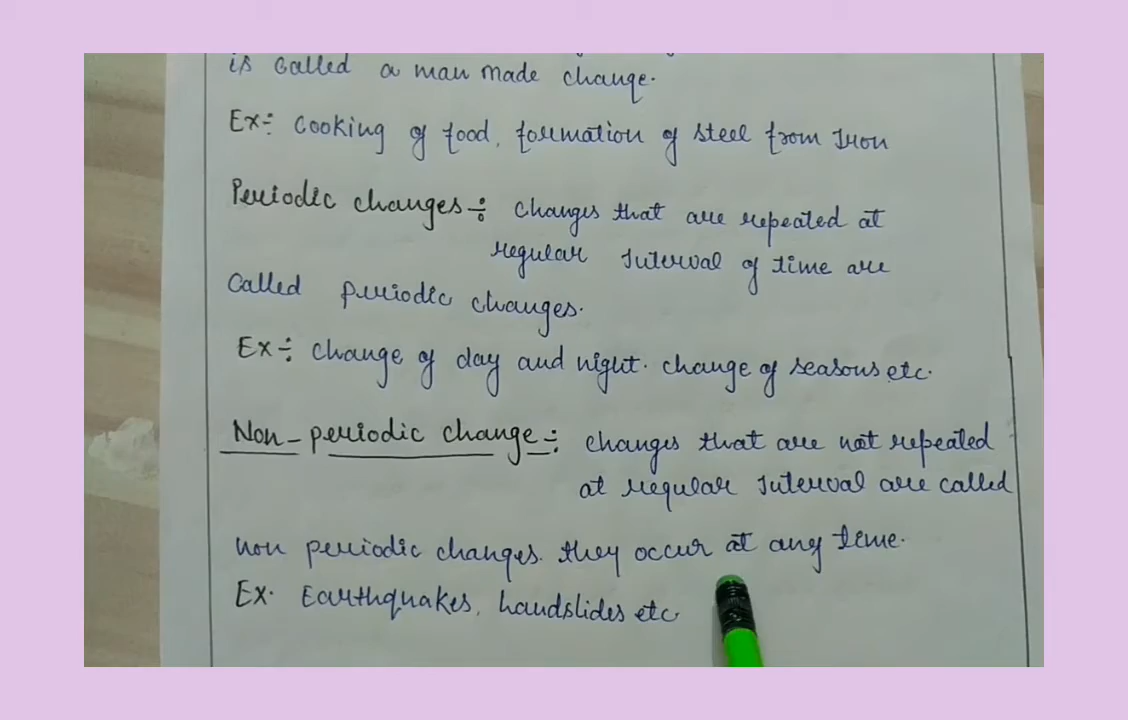 is called a man made change.
Ex÷ Cooking of food, formation of steel from Iron
Periodic changes÷ changes that are repeated at
regular Interval of time are
called periodic changes.
Ex÷ change of day and night. change of seasons etc.
Non-periodic change÷ changes that are not repeated
at regular Interval are called
non periodic changes. they occur at any time.
Ex. Earthquakes, landslides etc